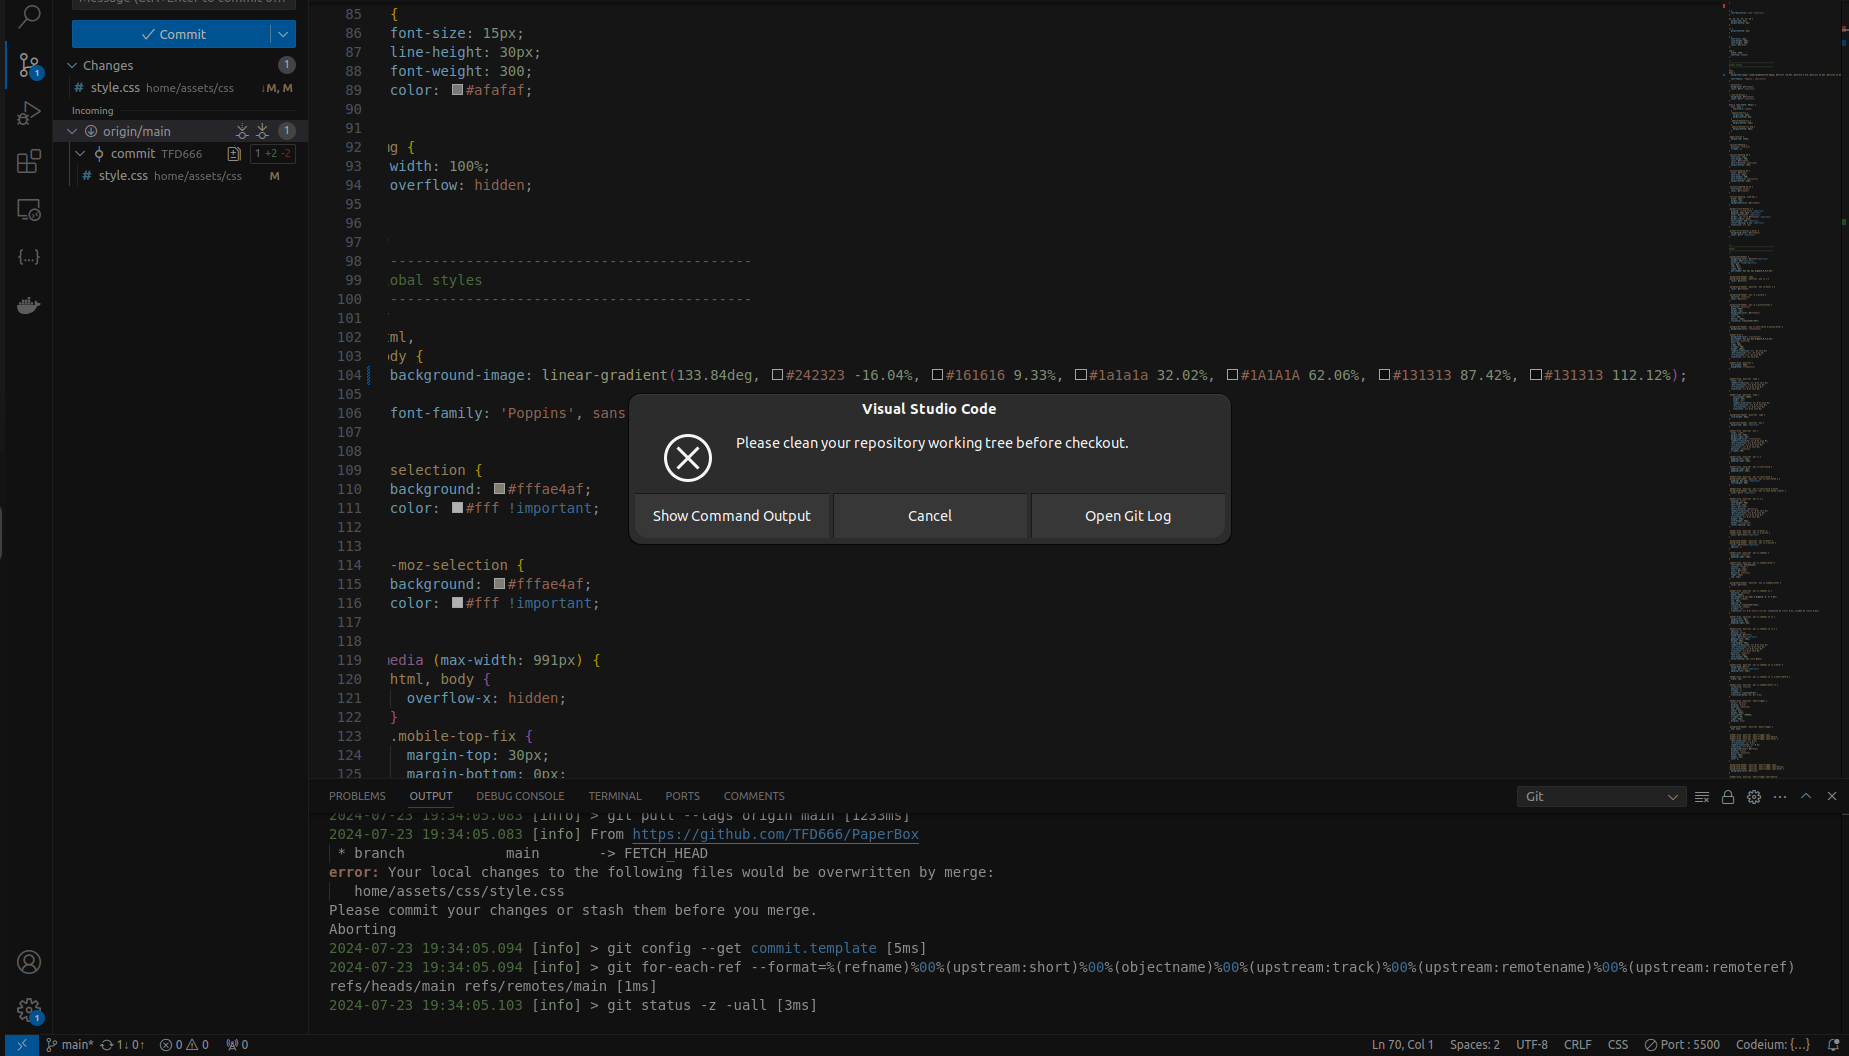 Message (Ctrl+Enter to commit o...
Commit
Changes 1
# style.css home/assets/css ↓M, M
Incoming
origin/main 1
commit TFD666 1 +2 -2
# style.css home/assets/css M
1
1
85 {
86 font-size: 15px;
87 line-height: 30px;
88 font-weight: 300;
89 color: #afafaf;
90
91
92 g {
93 width: 100%;
94 overflow: hidden;
95
96
97
98 -------------------------------------------
99 obal styles
100 -------------------------------------------
101
102 ml,
103 dy {
104 background-image: linear-gradient(133.84deg, #242323 -16.04%, #161616 9.33%, #1a1a1a 32.02%, #1A1A1A 62.06%, #131313 87.42%, #131313 112.12%);
105
106 font-family: 'Poppins', sans
107
108
109 selection {
110 background: #fffae4af;
111 color: #fff !important;
112
113
114 -moz-selection {
115 background: #fffae4af;
116 color: #fff !important;
117
118
119 media (max-width: 991px) {
120 html, body {
121 overflow-x: hidden;
122 }
123 .mobile-top-fix {
124 margin-top: 30px;
125 margin-bottom: 0px;
Visual Studio Code
Please clean your repository working tree before checkout.
Show Command Output Cancel Open Git Log
PROBLEMS OUTPUT DEBUG CONSOLE TERMINAL PORTS COMMENTS Git
2024-07-23 19:34:05.083 [info] > git pull --tags origin main [1233ms]
2024-07-23 19:34:05.083 [info] From https://github.com/TFD666/PaperBox
* branch main -> FETCH_HEAD
error: Your local changes to the following files would be overwritten by merge:
home/assets/css/style.css
Please commit your changes or stash them before you merge.
Aborting
2024-07-23 19:34:05.094 [info] > git config --get commit.template [5ms]
2024-07-23 19:34:05.094 [info] > git for-each-ref --format=%(refname)%00%(upstream:short)%00%(objectname)%00%(upstream:track)%00%(upstream:remotename)%00%(upstream:remoteref)
refs/heads/main refs/remotes/main [1ms]
2024-07-23 19:34:05.103 [info] > git status -z -uall [3ms]
main* 1↓ 0↑ 0 0 0 Ln 70, Col 1 Spaces: 2 UTF-8 CRLF CSS Port : 5500 Codeium: {...}